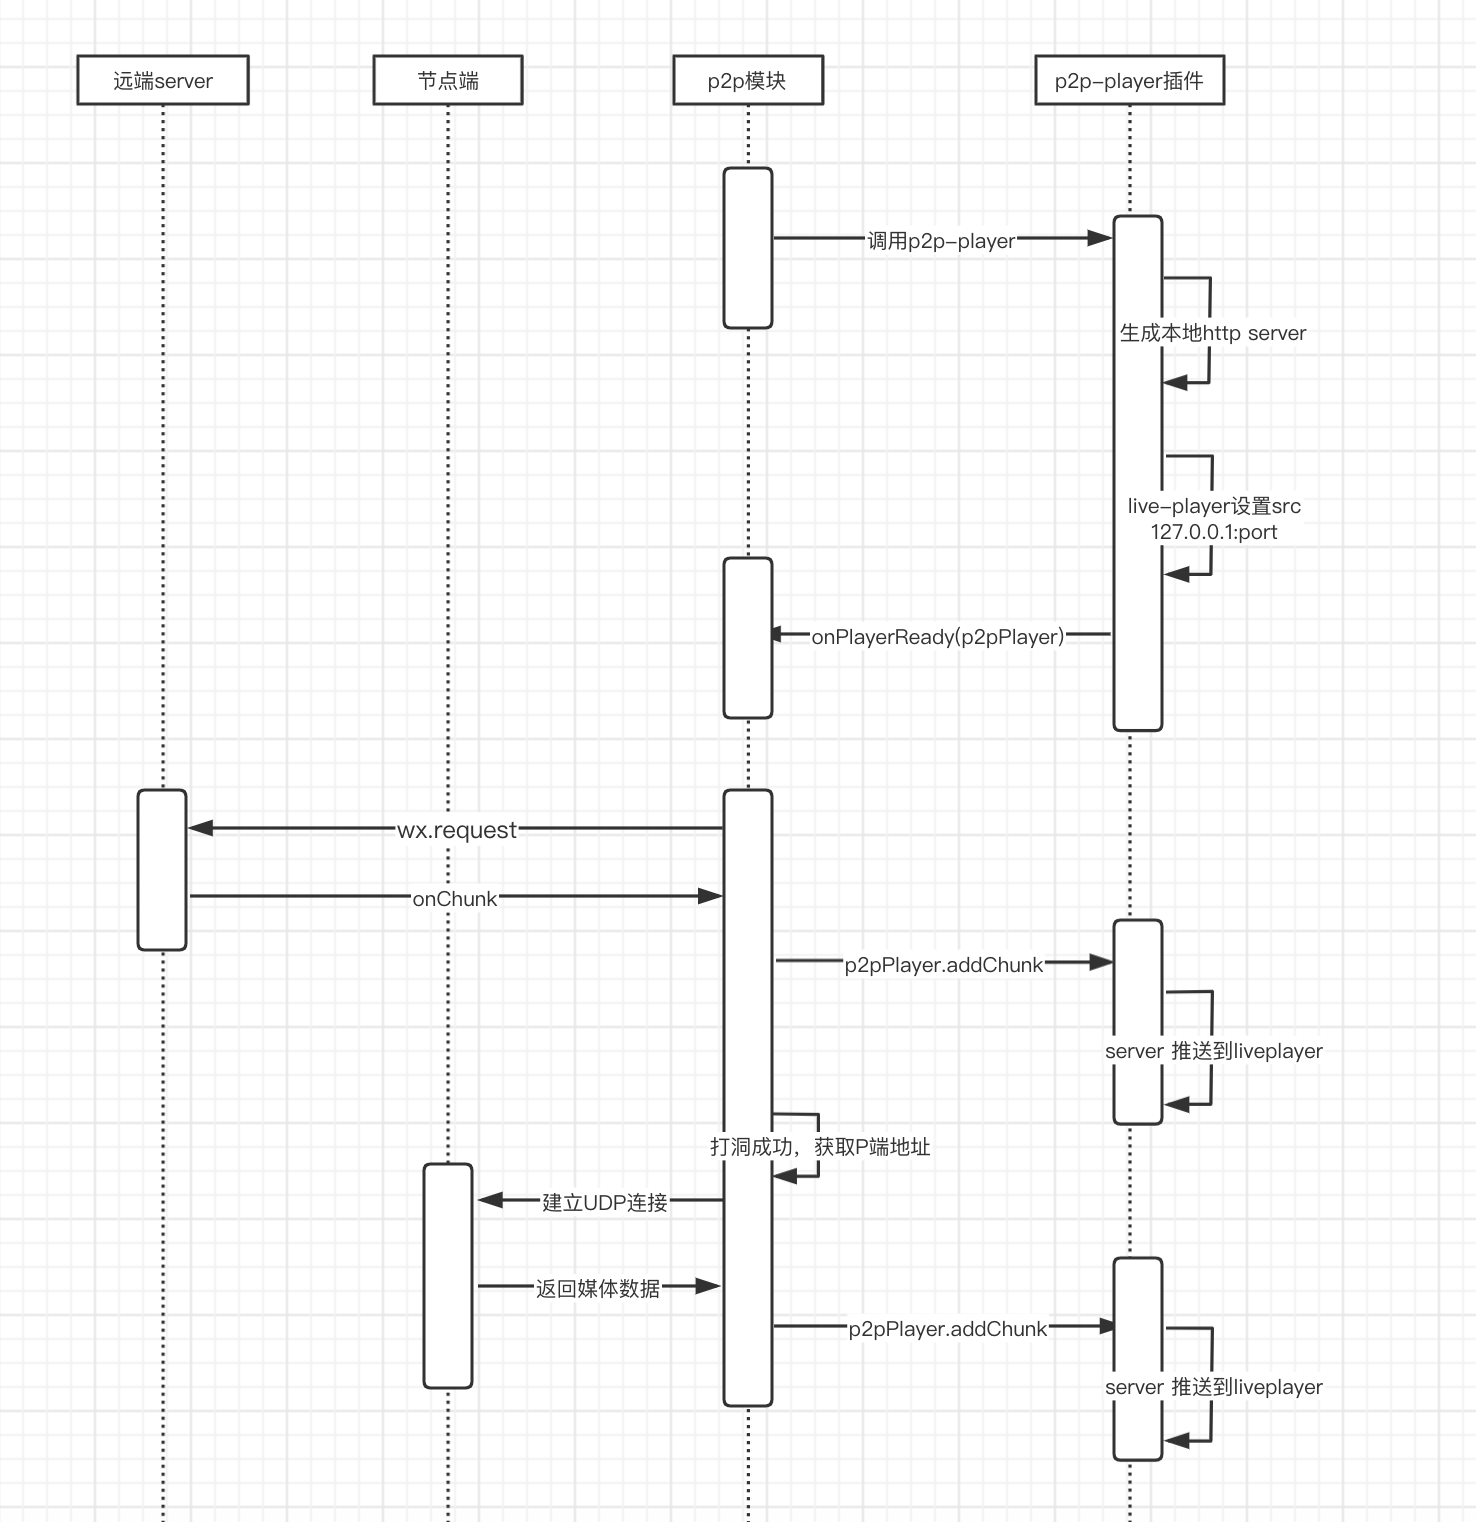 远端server
节点端
p2p模块
p2p-player插件
调用p2p-player
生成本地http server
live-player设置src
127.0.0.1:port
onPlayerReady(p2pPlayer)
wx.request
onChunk
p2pPlayer.addChunk
server 推送到liveplayer
打洞成功，获取P端地址
建立UDP连接
返回媒体数据
p2pPlayer.addChunk
server 推送到liveplayer